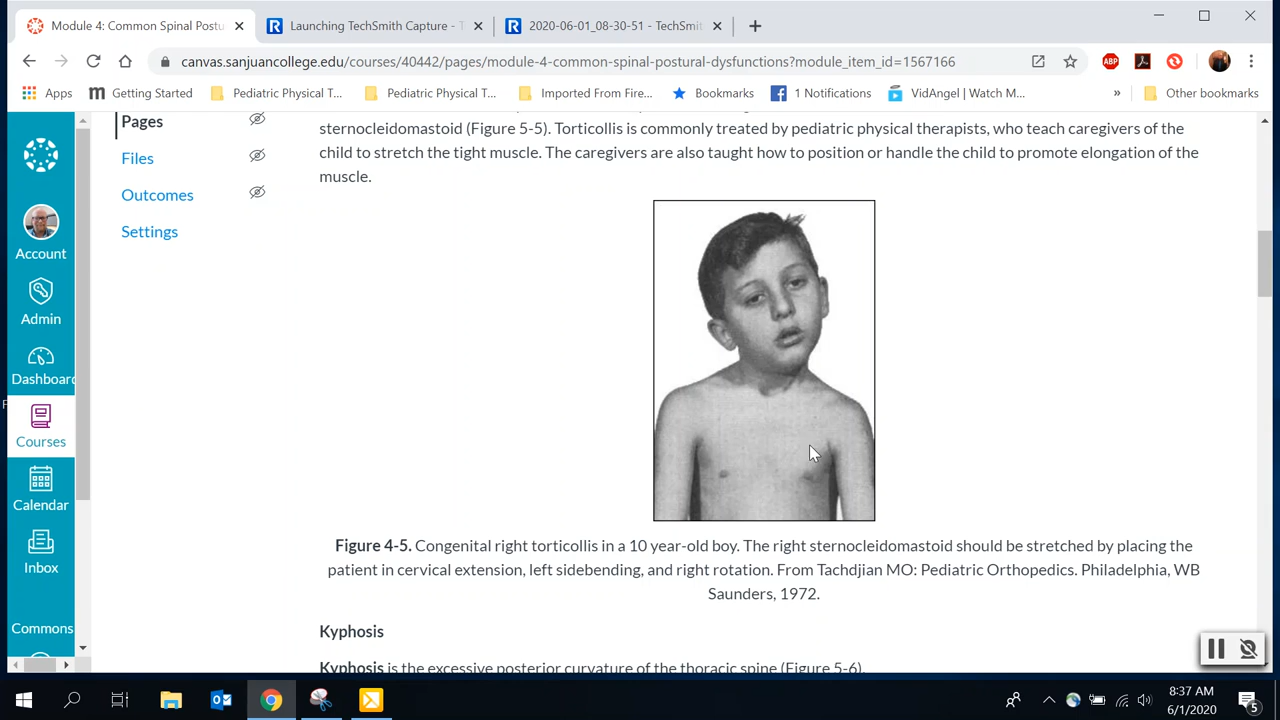 Module 4: Common Spinal Postu
Launching TechSmith Capture - T
2020-06-01_08-30-51 - TechSmit
canvas.sanjuancollege.edu/courses/40442/pages/module-4-common-spinal-postural-dysfunctions?module_item_id=1567166
ABP
Apps
Getting Started
Pediatric Physical T...
Pediatric Physical T...
Imported From Fire...
Bookmarks
1 Notifications
VidAngel | Watch M...
»
Other bookmarks
Pages
Files
Outcomes
Settings
Account
Admin
Dashboard
Courses
Calendar
Inbox
Commons
sternocleidomastoid (Figure 5-5). Torticollis is commonly treated by pediatric physical therapists, who teach caregivers of the
child to stretch the tight muscle. The caregivers are also taught how to position or handle the child to promote elongation of the
muscle.
Figure 4-5. Congenital right torticollis in a 10 year-old boy. The right sternocleidomastoid should be stretched by placing the
patient in cervical extension, left sidebending, and right rotation. From Tachdjian MO: Pediatric Orthopedics. Philadelphia, WB
Saunders, 1972.
Kyphosis
Kyphosis is the excessive posterior curvature of the thoracic spine (Figure 5-6).
8:37 AM
6/1/2020
5